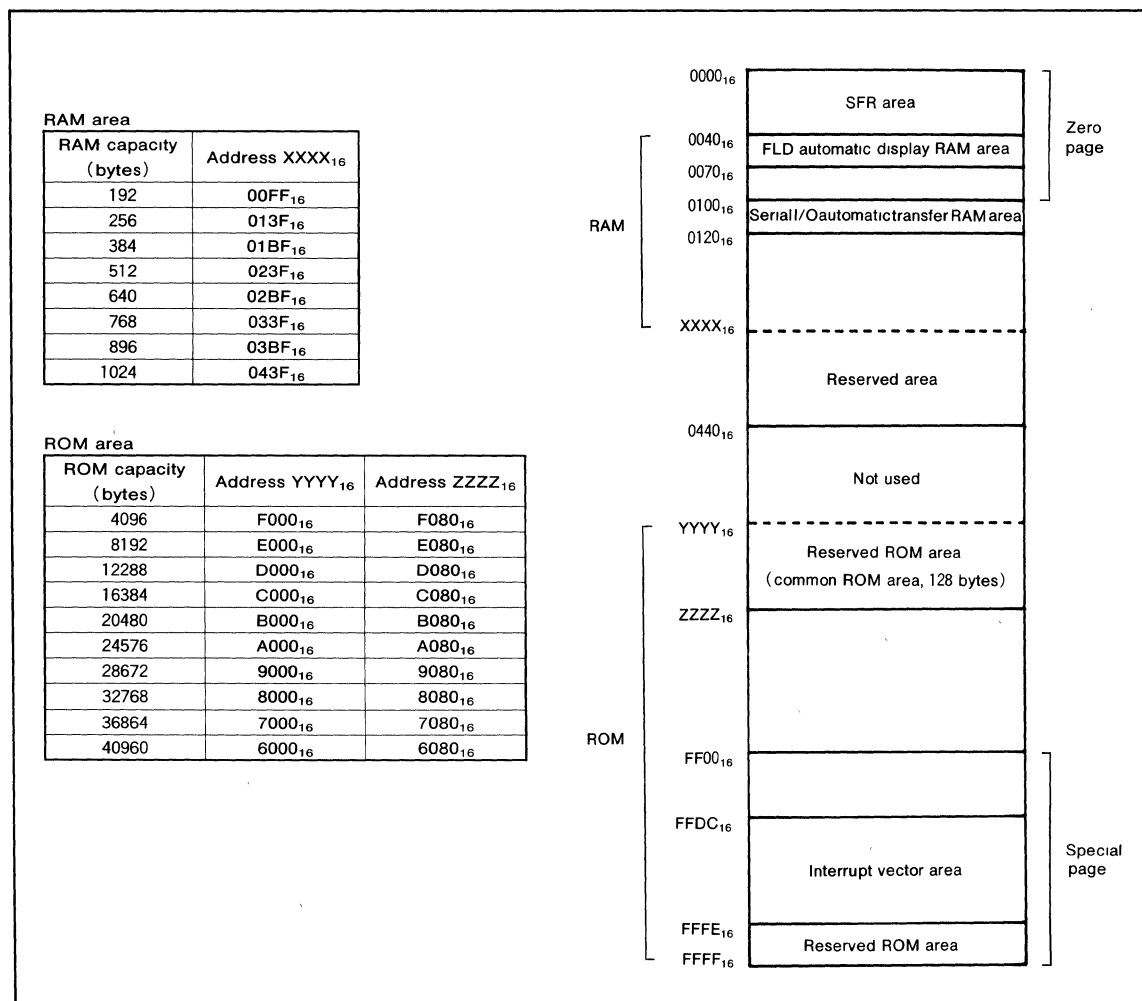 RAM area
RAM capacity (bytes) Address XXXX₁₆
192 00FF₁₆
256 013F₁₆
384 01BF₁₆
512 023F₁₆
640 02BF₁₆
768 033F₁₆
896 03BF₁₆
1024 043F₁₆
ROM area
ROM capacity (bytes) Address YYYY₁₆ Address ZZZZ₁₆
4096 F000₁₆ F080₁₆
8192 E000₁₆ E080₁₆
12288 D000₁₆ D080₁₆
16384 C000₁₆ C080₁₆
20480 B000₁₆ B080₁₆
24576 A000₁₆ A080₁₆
28672 9000₁₆ 9080₁₆
32768 8000₁₆ 8080₁₆
36864 7000₁₆ 7080₁₆
40960 6000₁₆ 6080₁₆
0000₁₆
SFR area
Zero
page
0040₁₆
FLD automatic display RAM area
0070₁₆
0100₁₆
Serial I/O automatic transfer RAM area
RAM
0120₁₆
XXXX₁₆
Reserved area
0440₁₆
Not used
YYYY₁₆
Reserved ROM area
(common ROM area, 128 bytes)
ZZZZ₁₆
ROM
FF00₁₆
FFDC₁₆
Special
page
Interrupt vector area
FFFE₁₆
Reserved ROM area
FFFF₁₆